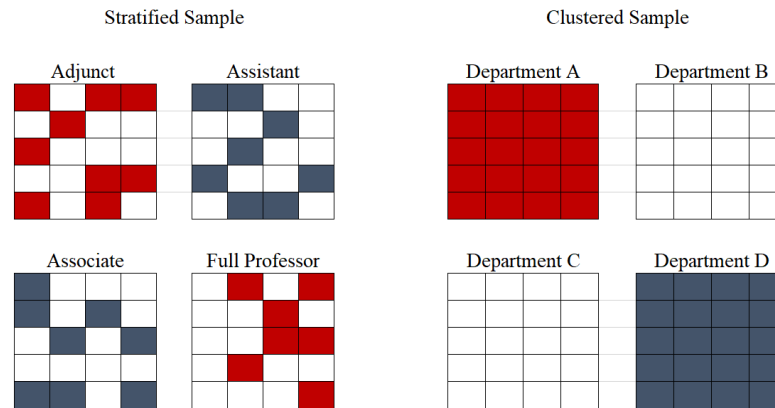 Stratified Sample
Clustered Sample
Adjunct
Assistant
Department A
Department B
Associate
Full Professor
Department C
Department D